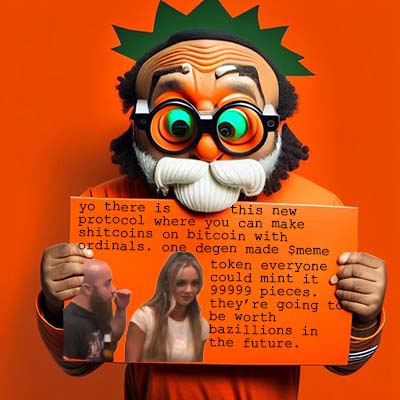 yo there is this new
protocol where you can make
shitcoins on bitcoin with
ordinals. one degen made $meme
token everyone
could mint it
99999 pieces.
they're going to
be worth
bazillions in
the future.